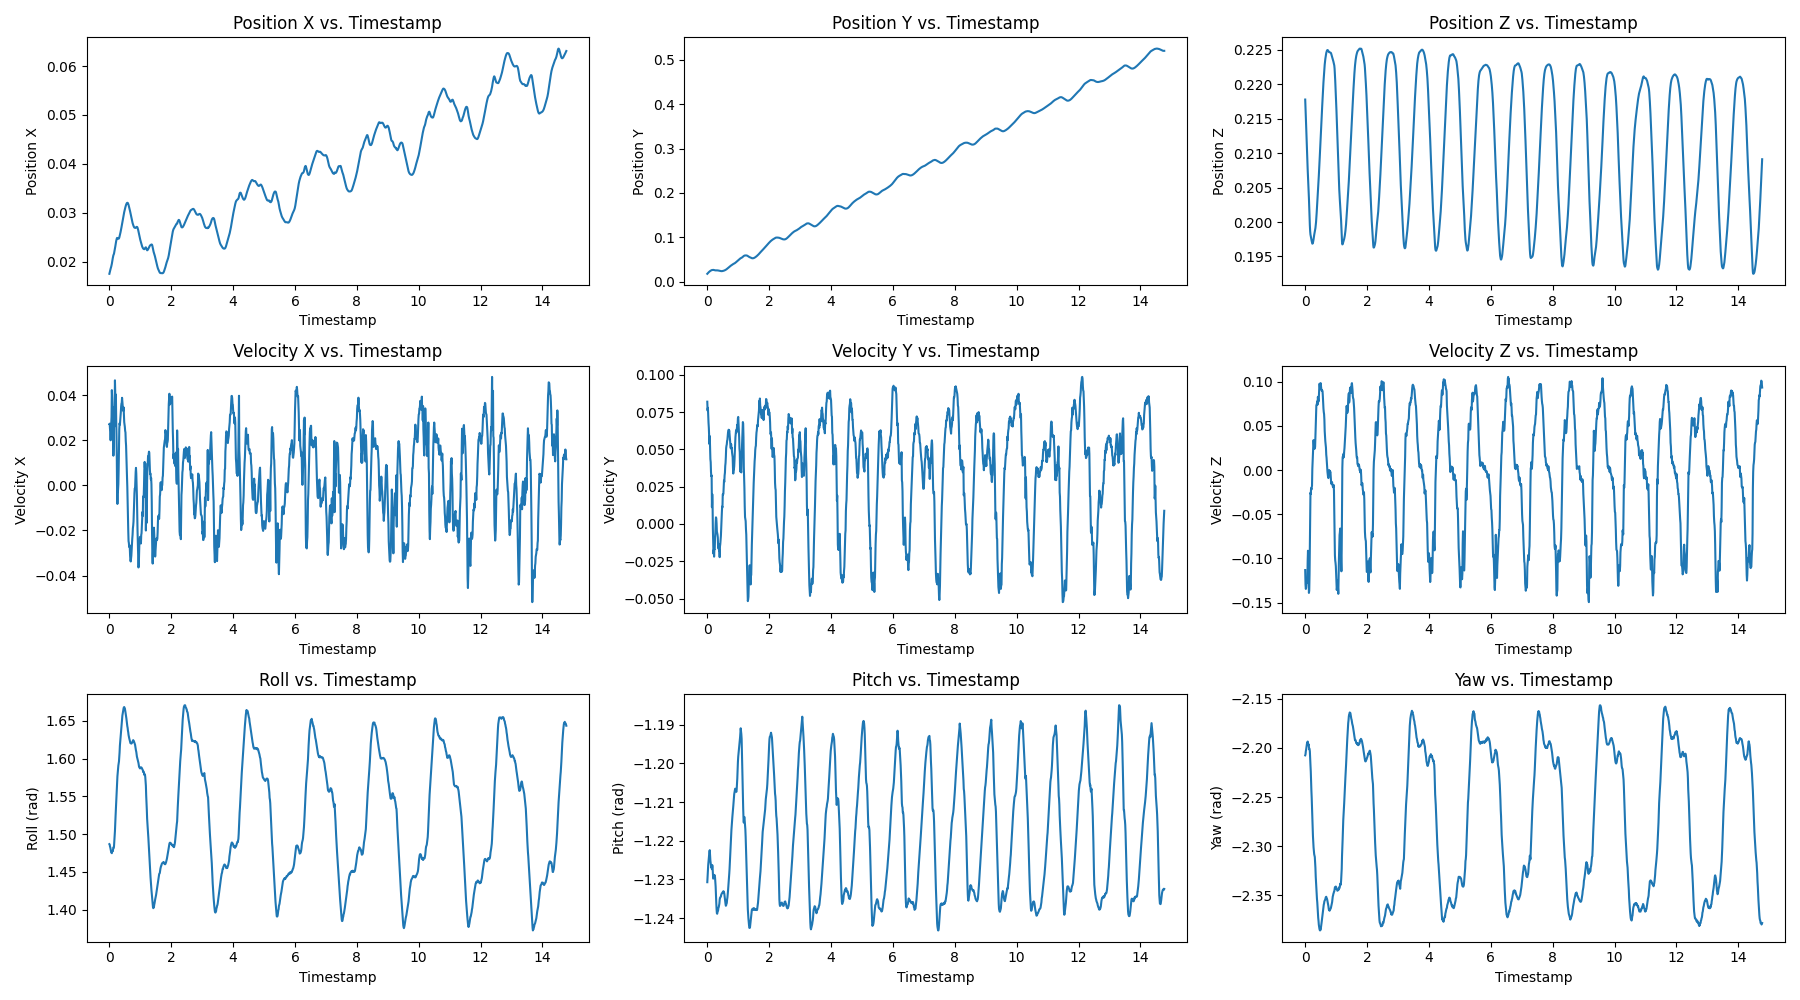 Position X vs. Timestamp
Position X
0.06
0.05
0.04
0.03
0.02
0 2 4 6 8 10 12 14
Timestamp
Position Y vs. Timestamp
Position Y
0.5
0.4
0.3
0.2
0.1
0.0
0 2 4 6 8 10 12 14
Timestamp
Position Z vs. Timestamp
Position Z
0.225
0.220
0.215
0.210
0.205
0.200
0.195
0 2 4 6 8 10 12 14
Timestamp
Velocity X vs. Timestamp
Velocity X
0.04
0.02
0.00
−0.02
−0.04
0 2 4 6 8 10 12 14
Timestamp
Velocity Y vs. Timestamp
Velocity Y
0.100
0.075
0.050
0.025
0.000
−0.025
−0.050
0 2 4 6 8 10 12 14
Timestamp
Velocity Z vs. Timestamp
Velocity Z
0.10
0.05
0.00
−0.05
−0.10
−0.15
0 2 4 6 8 10 12 14
Timestamp
Roll vs. Timestamp
Roll (rad)
1.65
1.60
1.55
1.50
1.45
1.40
0 2 4 6 8 10 12 14
Timestamp
Pitch vs. Timestamp
Pitch (rad)
−1.19
−1.20
−1.21
−1.22
−1.23
−1.24
0 2 4 6 8 10 12 14
Timestamp
Yaw vs. Timestamp
Yaw (rad)
−2.15
−2.20
−2.25
−2.30
−2.35
0 2 4 6 8 10 12 14
Timestamp